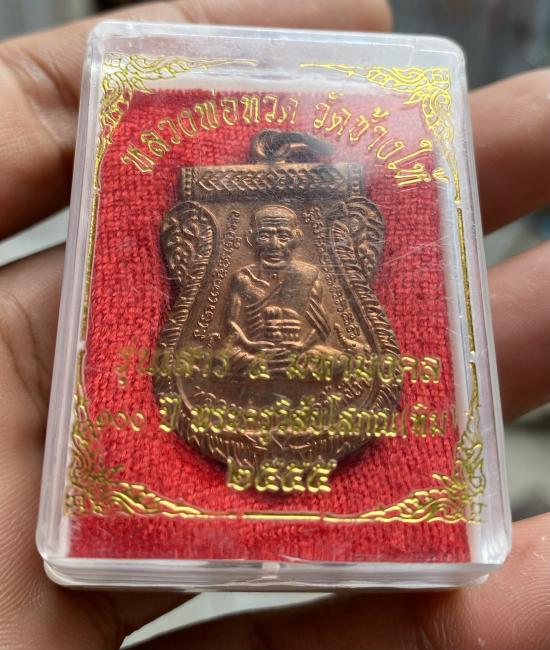 หลวงพ่อทวด วัดช้างให้
รุ่นเสาร์ ๕ มหามงคล
๑๐๐ ปี พระครูวิสัยโสภณ(ทิม)
๒๕๕๕